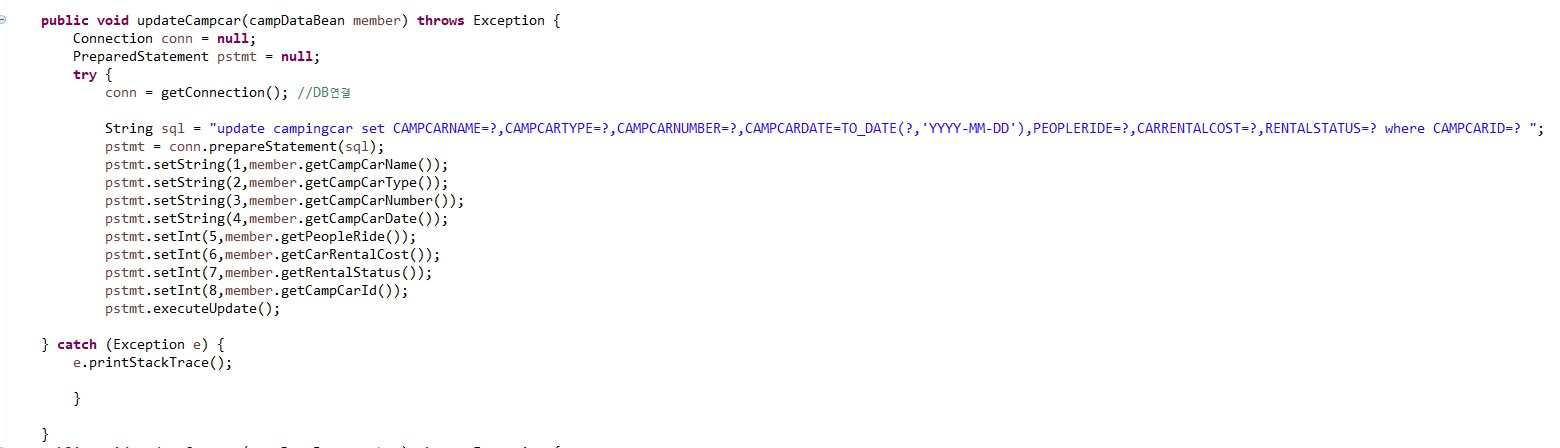 public void updateCampcar(campDataBean member) throws Exception {
Connection conn = null;
PreparedStatement pstmt = null;
try {
conn = getConnection(); //DB연결
String sql = "update campingcar set CAMPCARNAME=?,CAMPCARTYPE=?,CAMPCARNUMBER=?,CAMPCARDATE=TO_DATE(?,'YYYY-MM-DD'),PEOPLERIDE=?,CARRENTALCOST=?,RENTALSTATUS=? where CAMPCARID=? ";
pstmt = conn.prepareStatement(sql);
pstmt.setString(1,member.getCampCarName());
pstmt.setString(2,member.getCampCarType());
pstmt.setString(3,member.getCampCarNumber());
pstmt.setString(4,member.getCampCarDate());
pstmt.setInt(5,member.getPeopleRide());
pstmt.setInt(6,member.getCarRentalCost());
pstmt.setInt(7,member.getRentalStatus());
pstmt.setInt(8,member.getCampCarId());
pstmt.executeUpdate();
} catch (Exception e) {
e.printStackTrace();
}
}